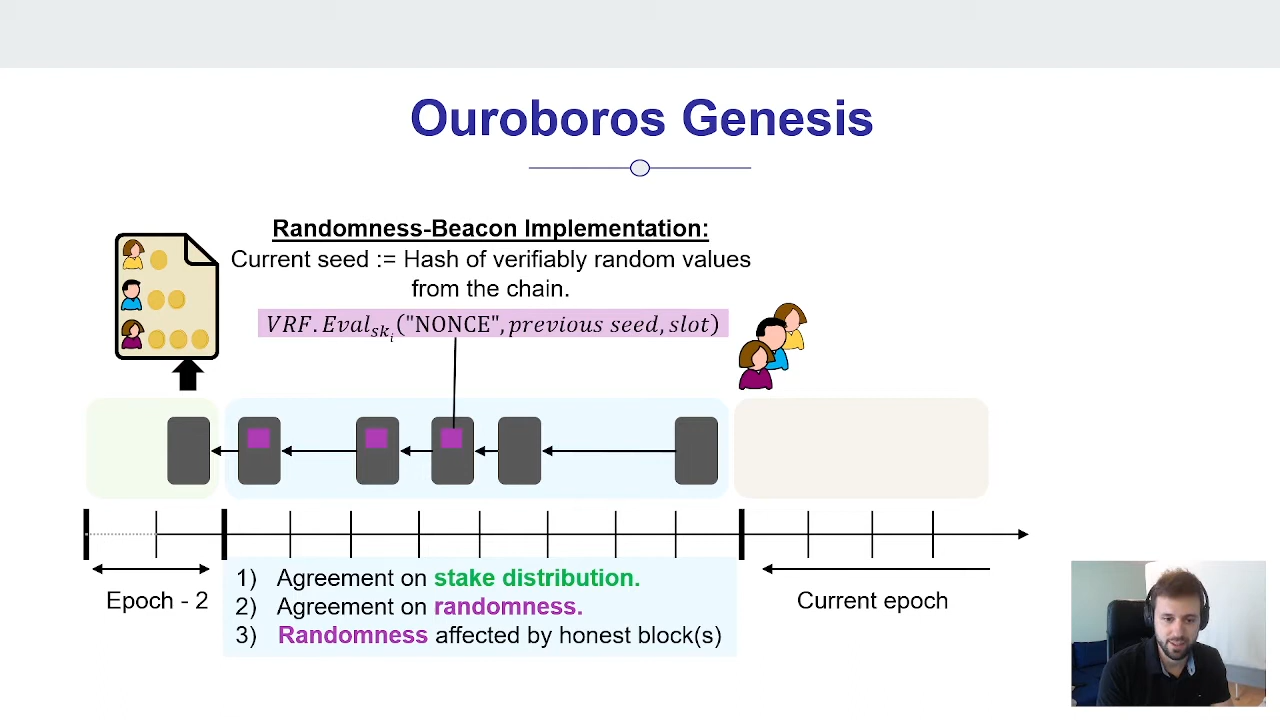 Ouroboros Genesis
Randomness-Beacon Implementation:
Current seed := Hash of verifiably random values
from the chain.
VRF.Eval_{sk_i}("NONCE", previous seed, slot)
1) Agreement on stake distribution.
2) Agreement on randomness.
3) Randomness affected by honest block(s)
Epoch - 2
Current epoch